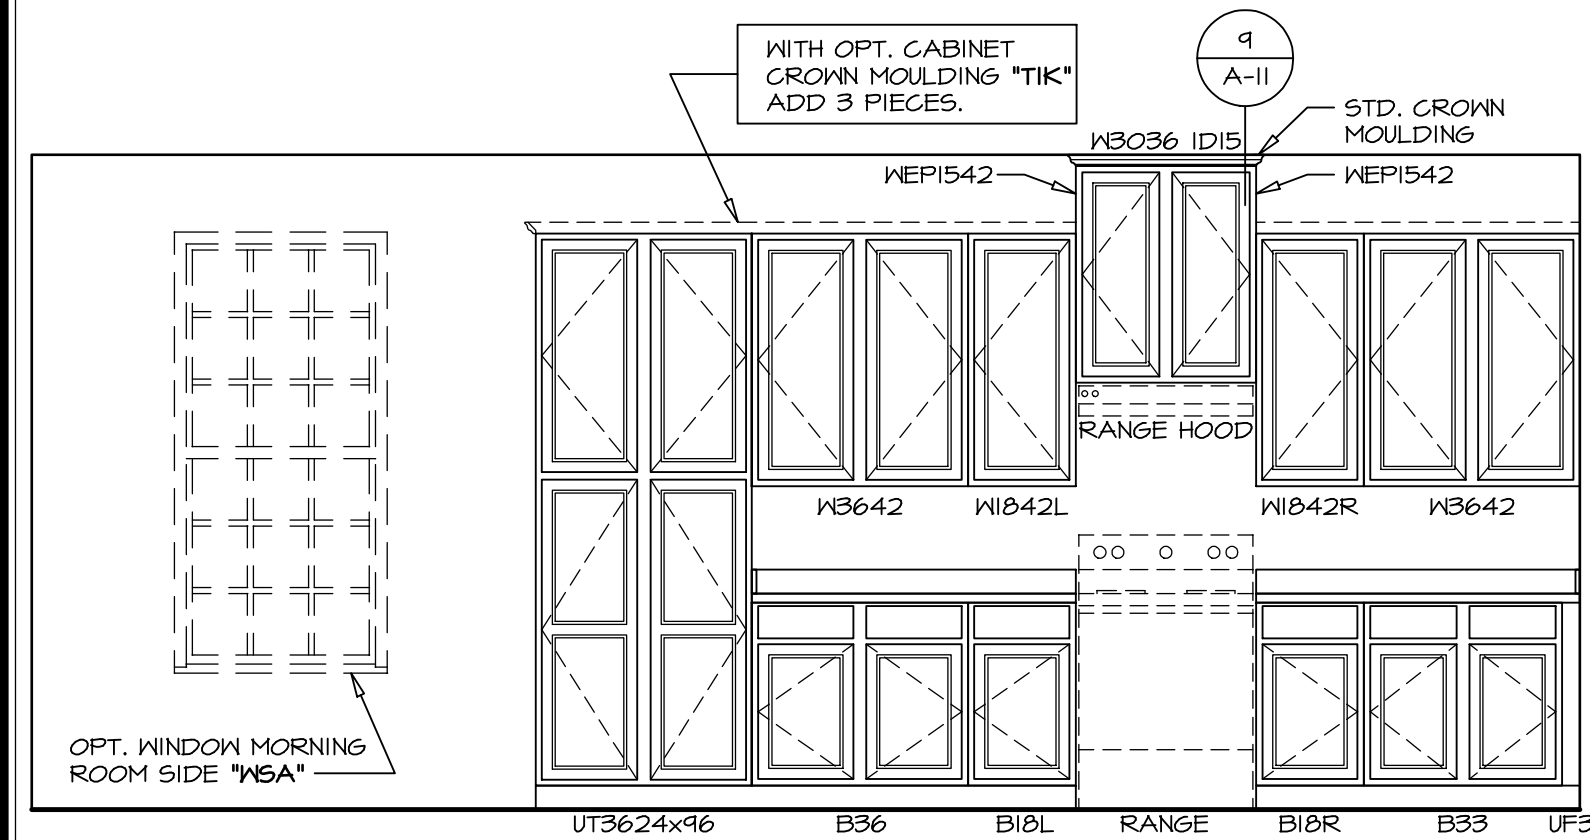 WITH OPT. CABINET
CROWN MOULDING "TIK"
ADD 3 PIECES.
9
A-11
STD. CROWN
MOULDING
W3036 1D15
WEP1542
WEP1542
RANGE HOOD
W3642
W1842L
W1842R
W3642
OPT. WINDOW MORNING
ROOM SIDE "WSA"
UT3624x96
B36
B18L
RANGE
B18R
B33